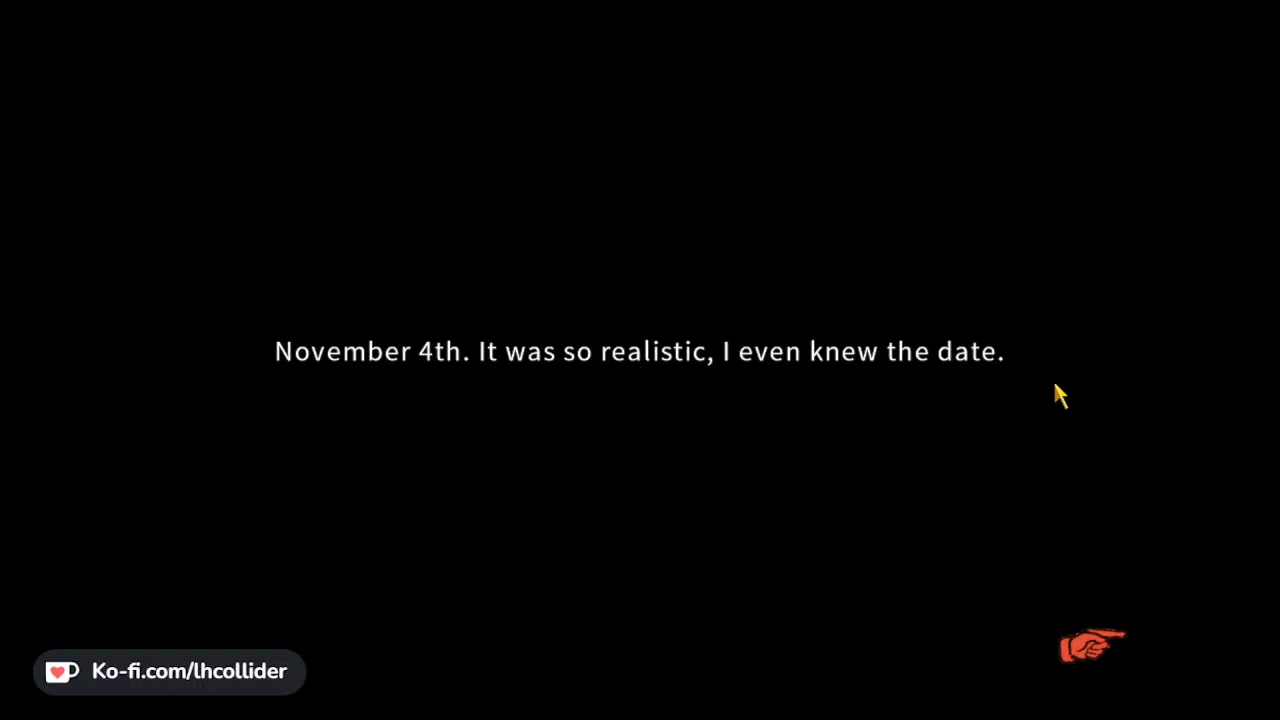 November 4th. It was so realistic, I even knew the date.
Ko-fi.com/lhcollider